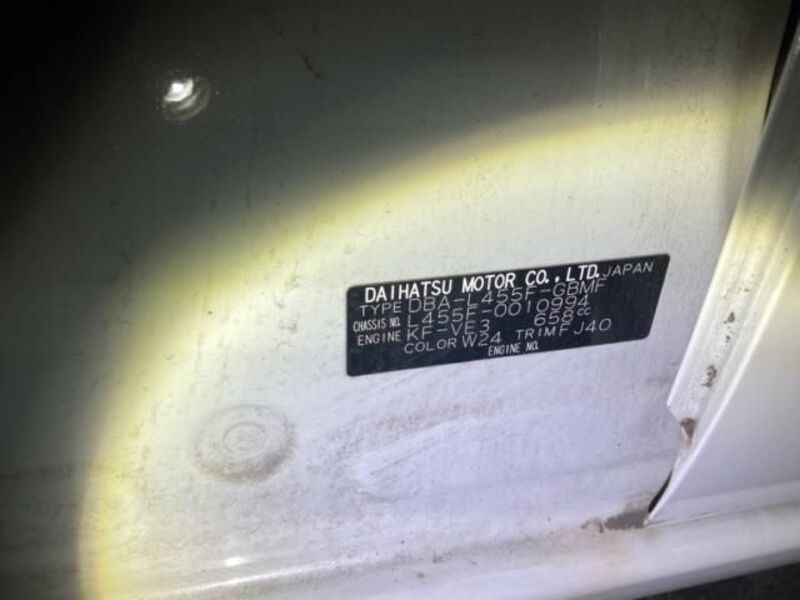 DAIHATSU MOTOR CO., LTD. JAPAN
TYPE DBA-L455F-GBMF
CHASSIS NO. L455F-0010994
ENGINE KF-VE3 658cc
COLOR W24 TRIM FJ40
ENGINE NO.